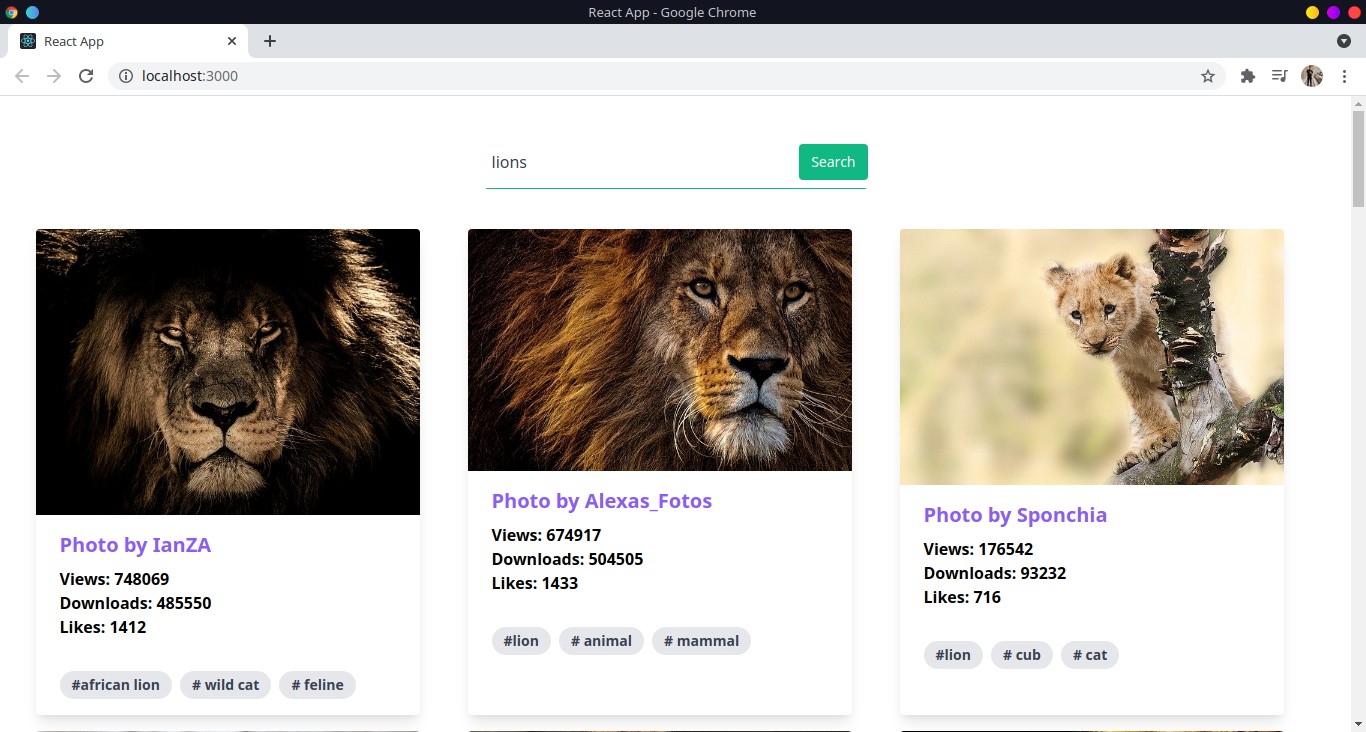 React App - Google Chrome
React App
localhost:3000
lions
Search
Photo by IanZA
Views: 748069
Downloads: 485550
Likes: 1412
#african lion # wild cat # feline
Photo by Alexas_Fotos
Views: 674917
Downloads: 504505
Likes: 1433
#lion # animal # mammal
Photo by Sponchia
Views: 176542
Downloads: 93232
Likes: 716
#lion # cub # cat